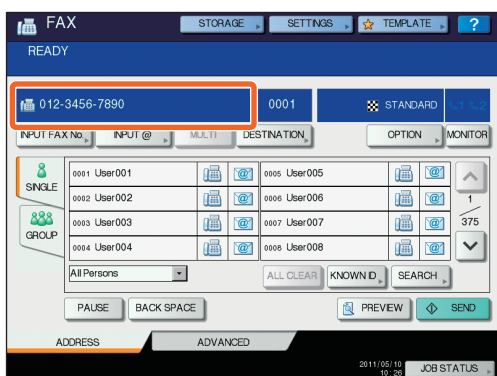 FAX STORAGE SETTINGS TEMPLATE ?
READY
012-3456-7890 0001 STANDARD L1 L2
INPUT FAX No. INPUT @ MULTI DESTINATION OPTION MONITOR
SINGLE
GROUP
0001 User001 @ 0005 User005 @
0002 User002 @ 0006 User006 @
0003 User003 @ 0007 User007 @
0004 User004 @ 0008 User008 @
1
375
All Persons ALL CLEAR KNOWN ID SEARCH
PAUSE BACK SPACE PREVIEW SEND
ADDRESS ADVANCED
2011/05/10
10:26
JOB STATUS